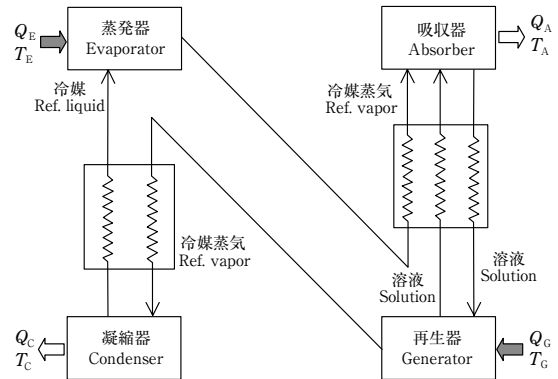 Q_E
T_E
蒸発器
Evaporator
吸収器
Absorber
Q_A
T_A
冷媒
Ref. liquid
冷媒蒸気
Ref. vapor
冷媒蒸気
Ref. vapor
溶液
Solution
溶液
Solution
Q_C
T_C
凝縮器
Condenser
再生器
Generator
Q_G
T_G